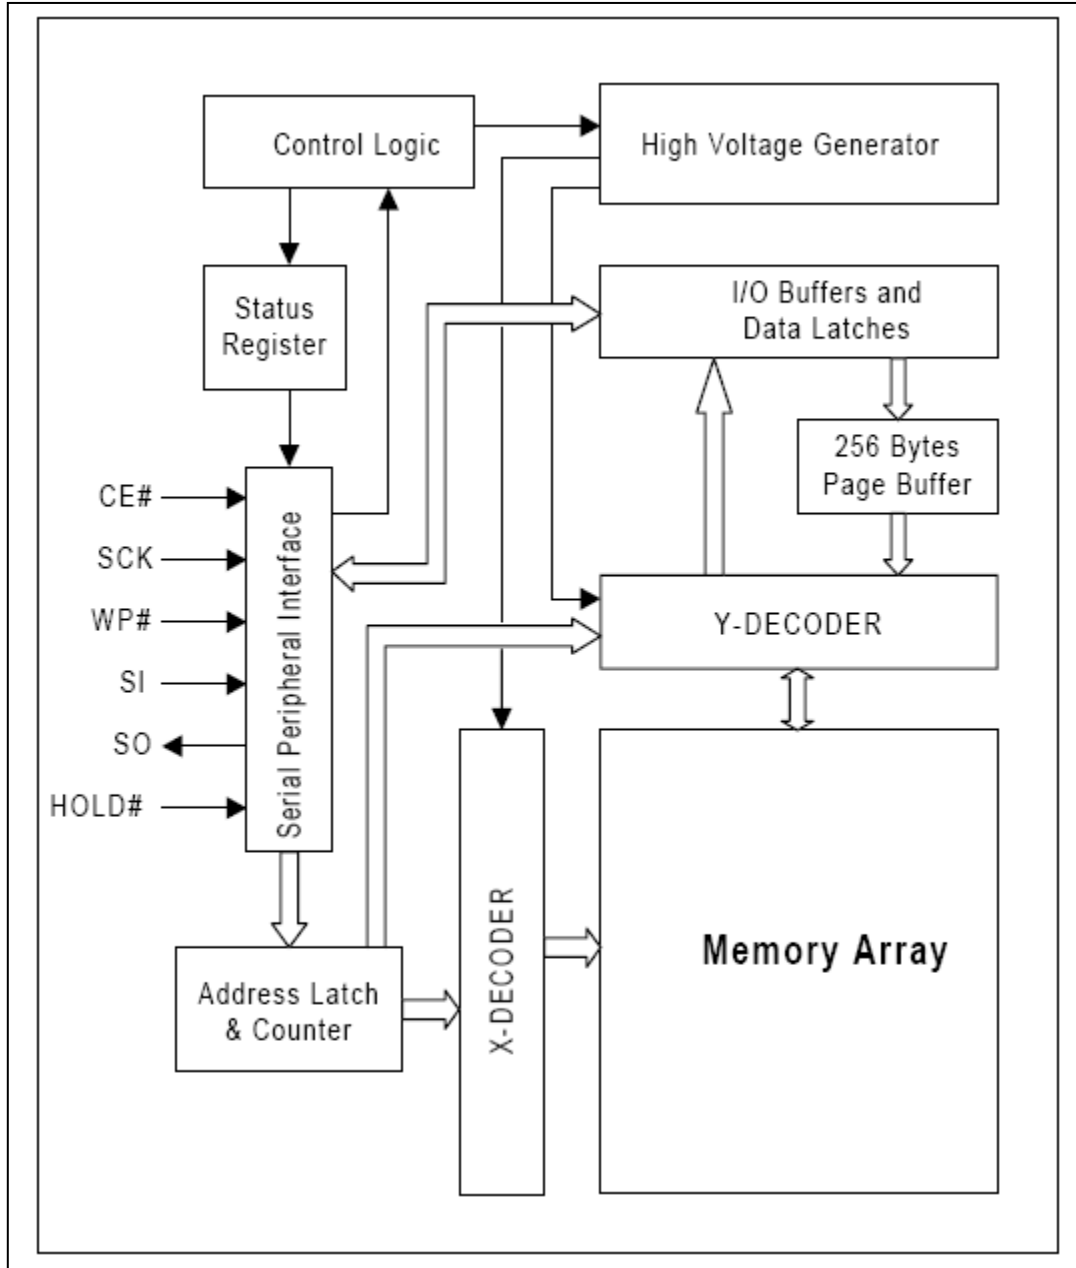 Control Logic
High Voltage Generator
Status
Register
I/O Buffers and
Data Latches
256 Bytes
Page Buffer
CE#
SCK
WP#
SI
SO
HOLD#
Serial Peripheral Interface
Y-DECODER
Address Latch
& Counter
X-DECODER
Memory Array